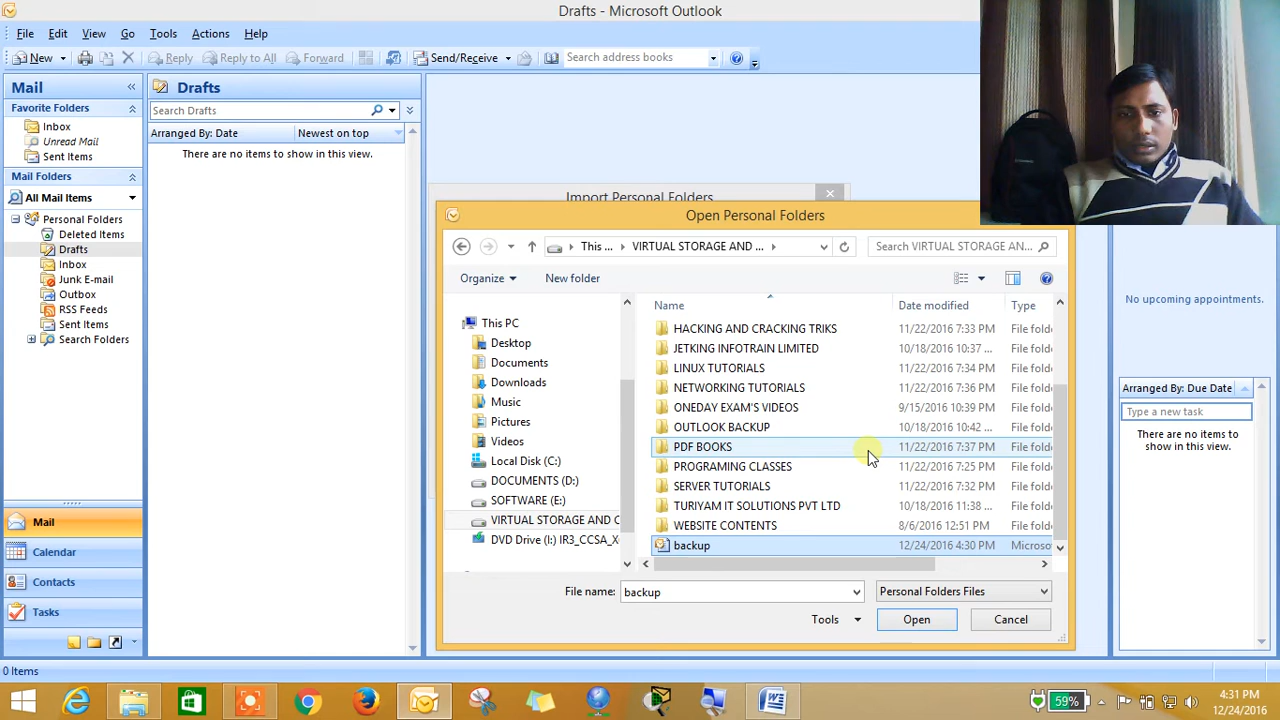 Drafts - Microsoft Outlook
File Edit View Go Tools Actions Help
New Reply Reply to All Forward Send/Receive Search address books
Mail «
Favorite Folders
Inbox
Unread Mail
Sent Items
Mail Folders
All Mail Items
Personal Folders
Deleted Items
Drafts
Inbox
Junk E-mail
Outbox
RSS Feeds
Sent Items
Search Folders
Mail
Calendar
Contacts
Tasks
0 Items
Drafts
Search Drafts
Arranged By: Date Newest on top
There are no items to show in this view.
Import Personal Folders
Open Personal Folders
This ... VIRTUAL STORAGE AND ... Search VIRTUAL STORAGE AN...
Organize New folder
This PC
Desktop
Documents
Downloads
Music
Pictures
Videos
Local Disk (C:)
DOCUMENTS (D:)
SOFTWARE (E:)
VIRTUAL STORAGE AND C
DVD Drive (I:) IR3_CCSA_X
Name Date modified Type
HACKING AND CRACKING TRIKS 11/22/2016 7:33 PM File folde
JETKING INFOTRAIN LIMITED 10/18/2016 10:37 ... File folde
LINUX TUTORIALS 11/22/2016 7:34 PM File folde
NETWORKING TUTORIALS 11/22/2016 7:36 PM File folde
ONEDAY EXAM'S VIDEOS 9/15/2016 10:39 PM File folde
OUTLOOK BACKUP 10/18/2016 10:42 ... File folde
PDF BOOKS 11/22/2016 7:37 PM File folde
PROGRAMING CLASSES 11/22/2016 7:25 PM File folde
SERVER TUTORIALS 11/22/2016 7:32 PM File folde
TURIYAM IT SOLUTIONS PVT LTD 10/18/2016 11:38 ... File folde
WEBSITE CONTENTS 8/6/2016 12:51 PM File folde
backup 12/24/2016 4:30 PM Microso
File name: backup Personal Folders Files
Tools Open Cancel
No upcoming appointments.
Arranged By: Due Date
Type a new task
There are no items to
show in this view.
59%
4:31 PM
12/24/2016